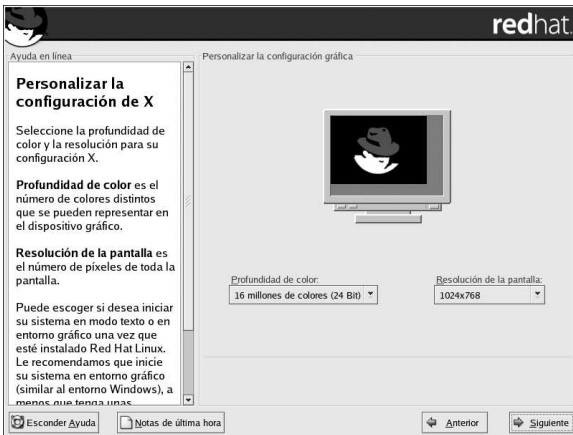 redhat.
Ayuda en línea
Personalizar la
configuración de X
Seleccione la profundidad de
color y la resolución para su
configuración X.
Profundidad de color es el
número de colores distintos
que se pueden representar en
el dispositivo gráfico.
Resolución de la pantalla es
el número de píxeles de toda la
pantalla.
Puede escoger si desea iniciar
su sistema en modo texto o en
entorno gráfico una vez que
esté instalado Red Hat Linux.
Le recomendamos que inicie
su sistema en entorno gráfico
(similar al entorno Windows), a
menos que tenga unas
Personalizar la configuración gráfica
Profundidad de color:
16 millones de colores (24 Bit)
Resolución de la pantalla:
1024x768
Esconder Ayuda
Notas de última hora
Anterior
Siguiente